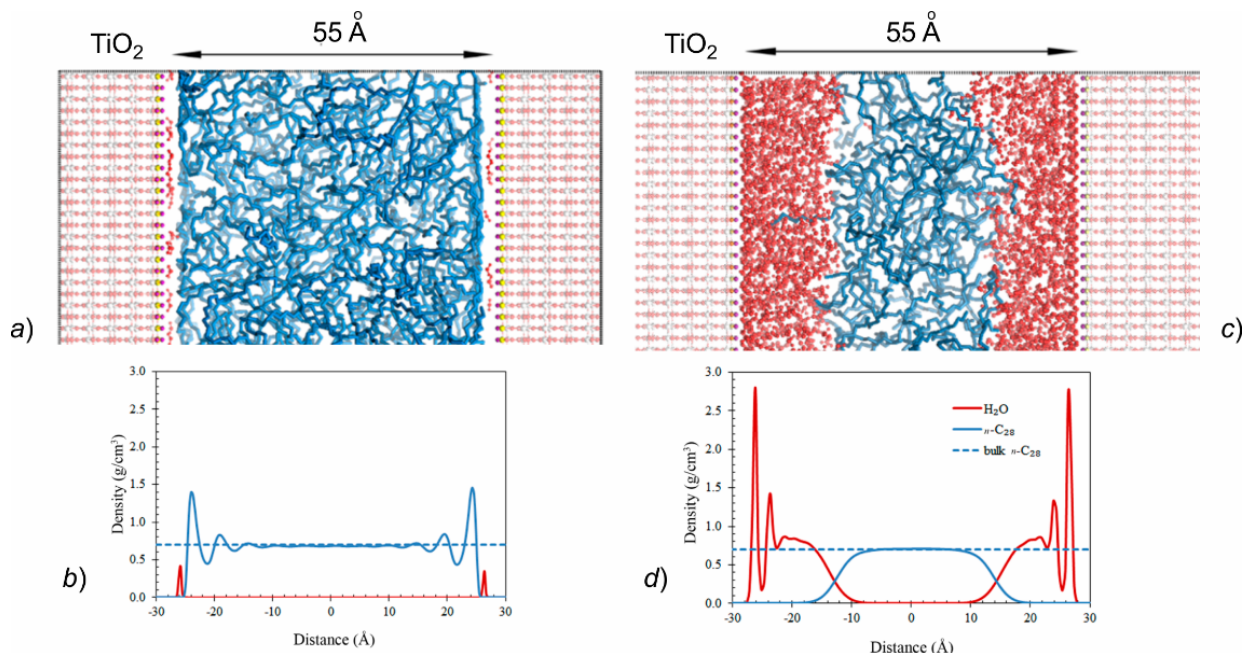 55 Å
TiO₂
a)
3.0
2.5
2.0
1.5
1.0
0.5
0.0
Density (g/cm³)
b)
-30 -20 -10 0 10 20 30
Distance (Å)
55 Å
TiO₂
c)
3.0
2.5
2.0
1.5
1.0
0.5
0.0
Density (g/cm³)
H₂O
n-C₂₈
bulk n-C₂₈
d)
-30 -20 -10 0 10 20 30
Distance (Å)